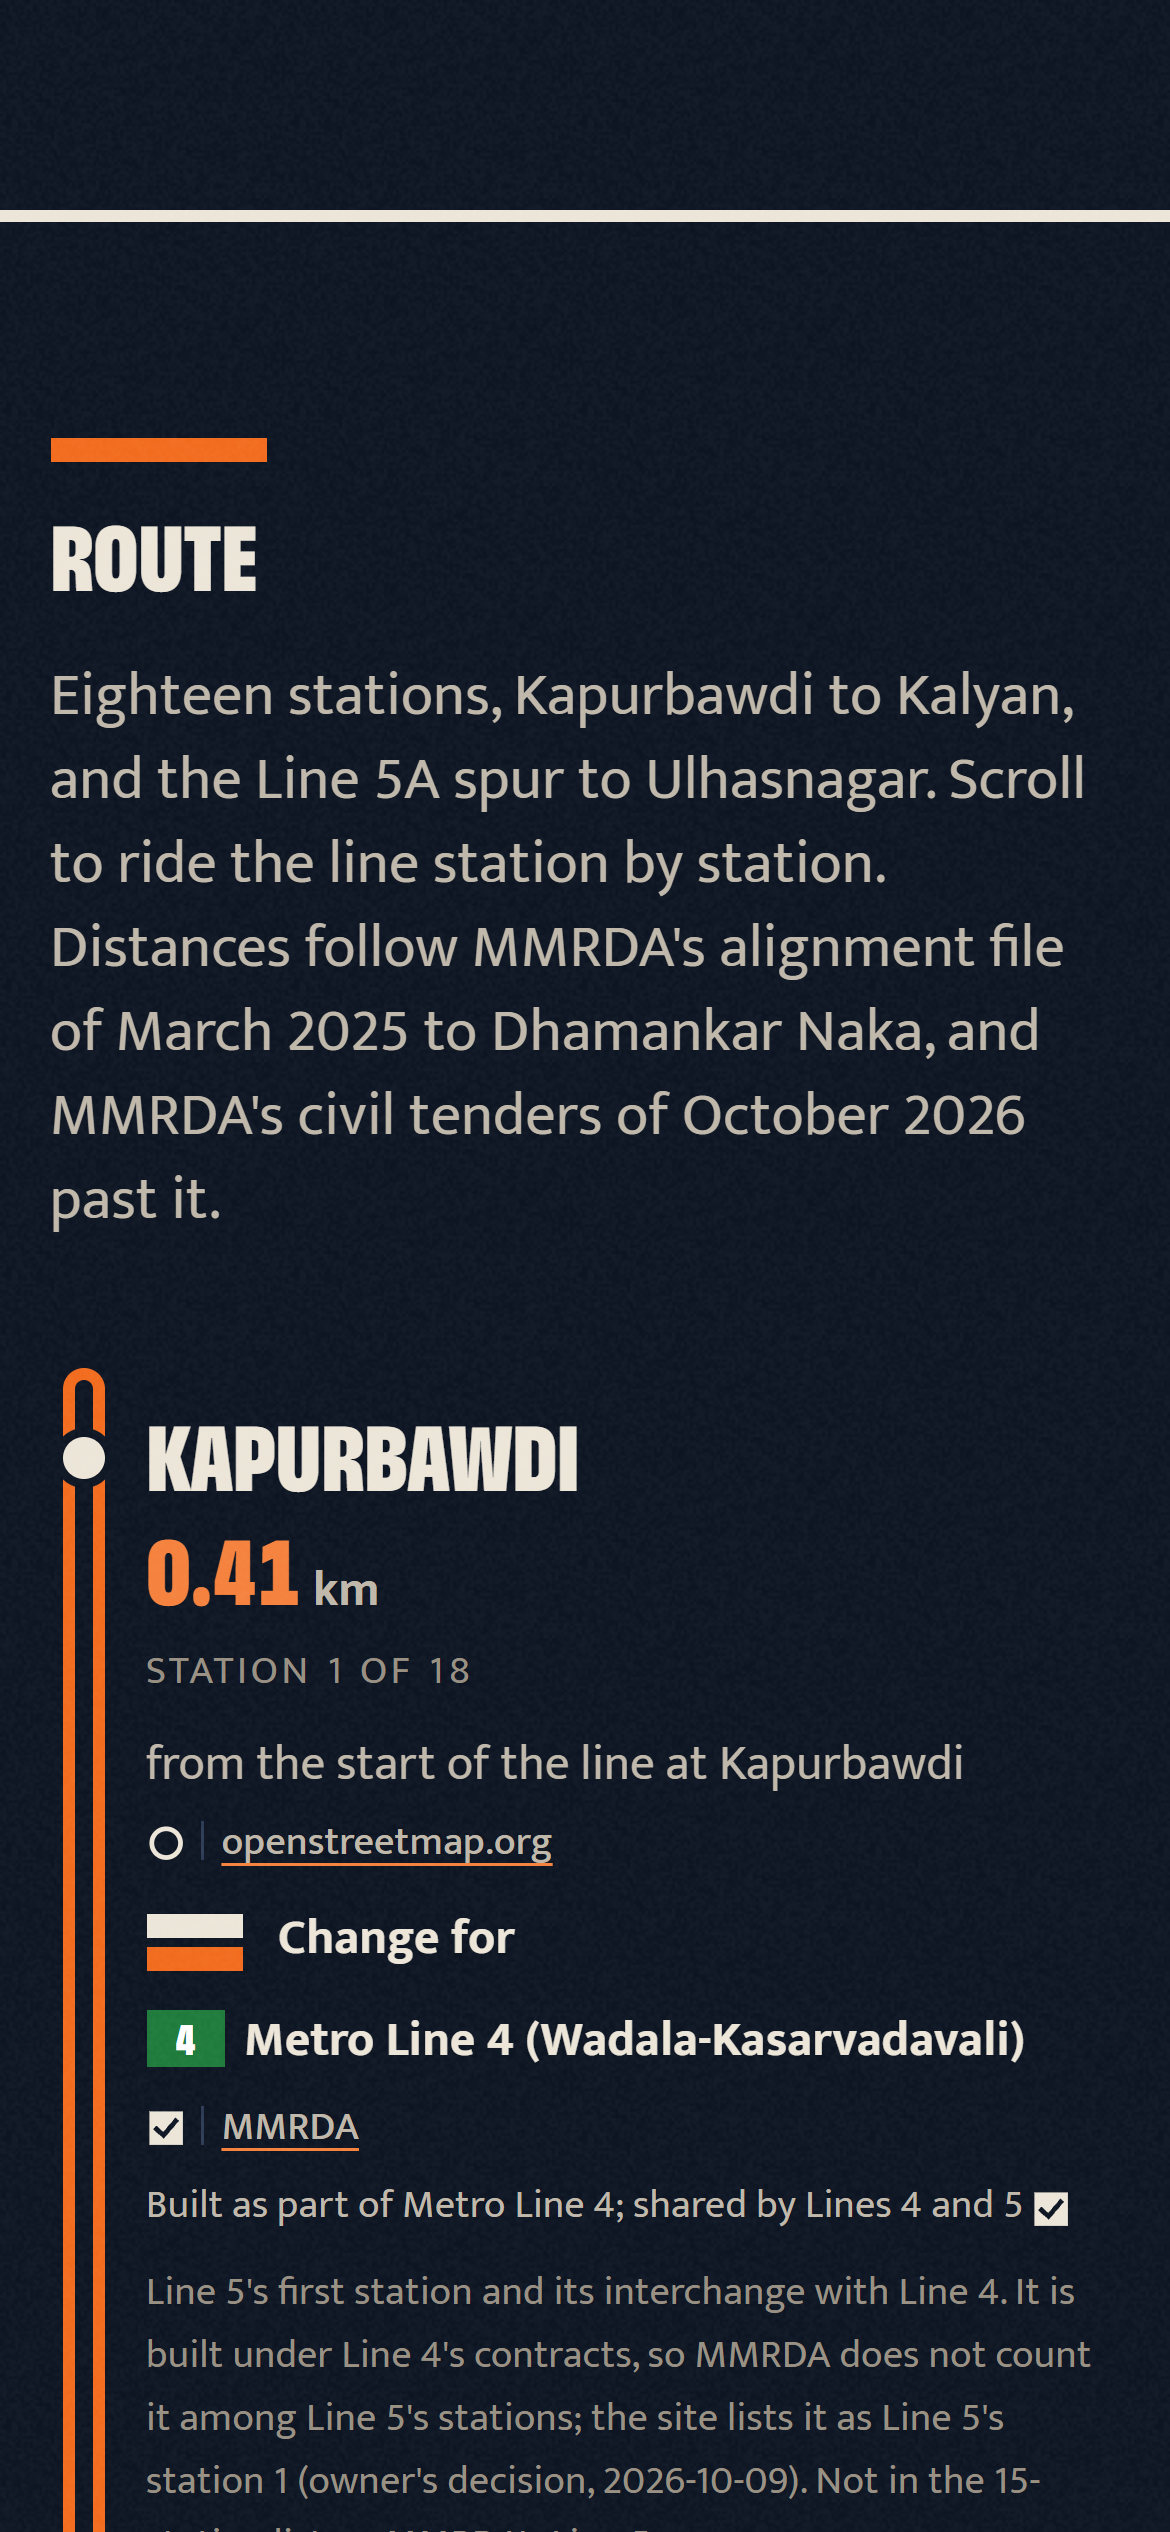 ROUTE
Eighteen stations, Kapurbawdi to Kalyan,
and the Line 5A spur to Ulhasnagar. Scroll
to ride the line station by station.
Distances follow MMRDA's alignment file
of March 2025 to Dhamankar Naka, and
MMRDA's civil tenders of October 2026
past it.
KAPURBAWDI
0.41 km
STATION 1 OF 18
from the start of the line at Kapurbawdi
openstreetmap.org
Change for
4 Metro Line 4 (Wadala-Kasarvadavali)
MMRDA
Built as part of Metro Line 4; shared by Lines 4 and 5
Line 5's first station and its interchange with Line 4. It is
built under Line 4's contracts, so MMRDA does not count
it among Line 5's stations; the site lists it as Line 5's
station 1 (owner's decision, 2026-10-09). Not in the 15-